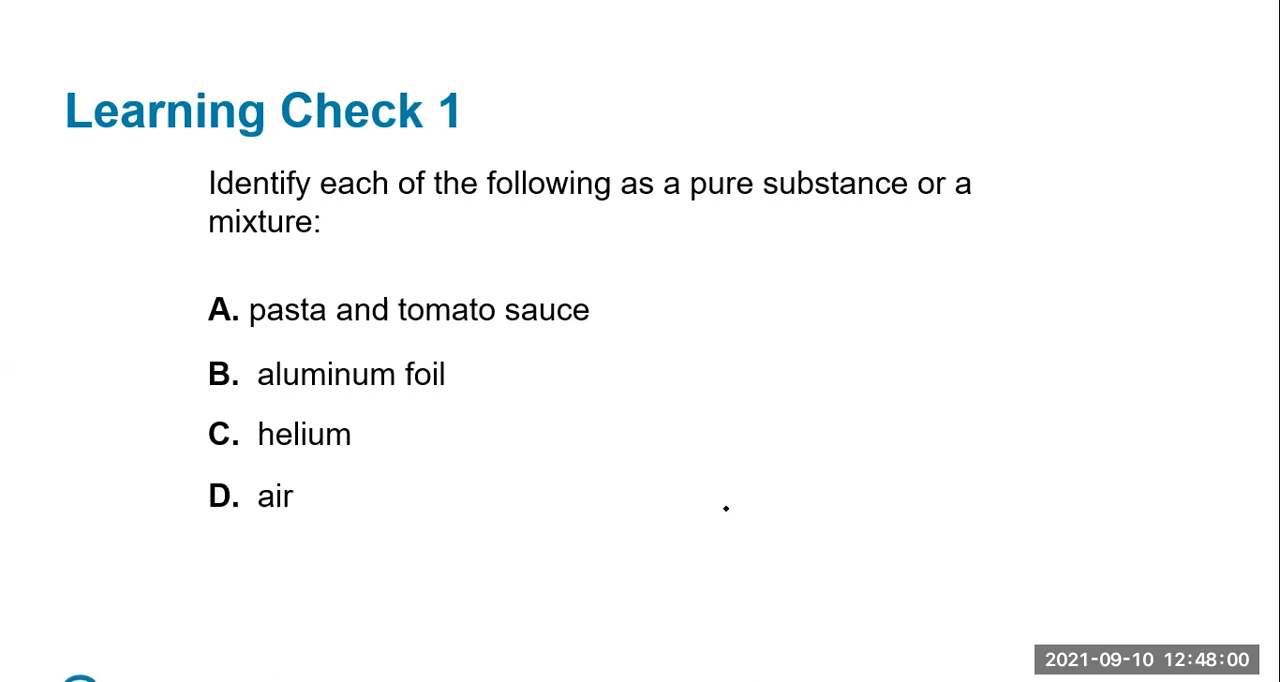 Learning Check 1
Identify each of the following as a pure substance or a
mixture:
A. pasta and tomato sauce
B. aluminum foil
C. helium
D. air
2021-09-10 12:48:00